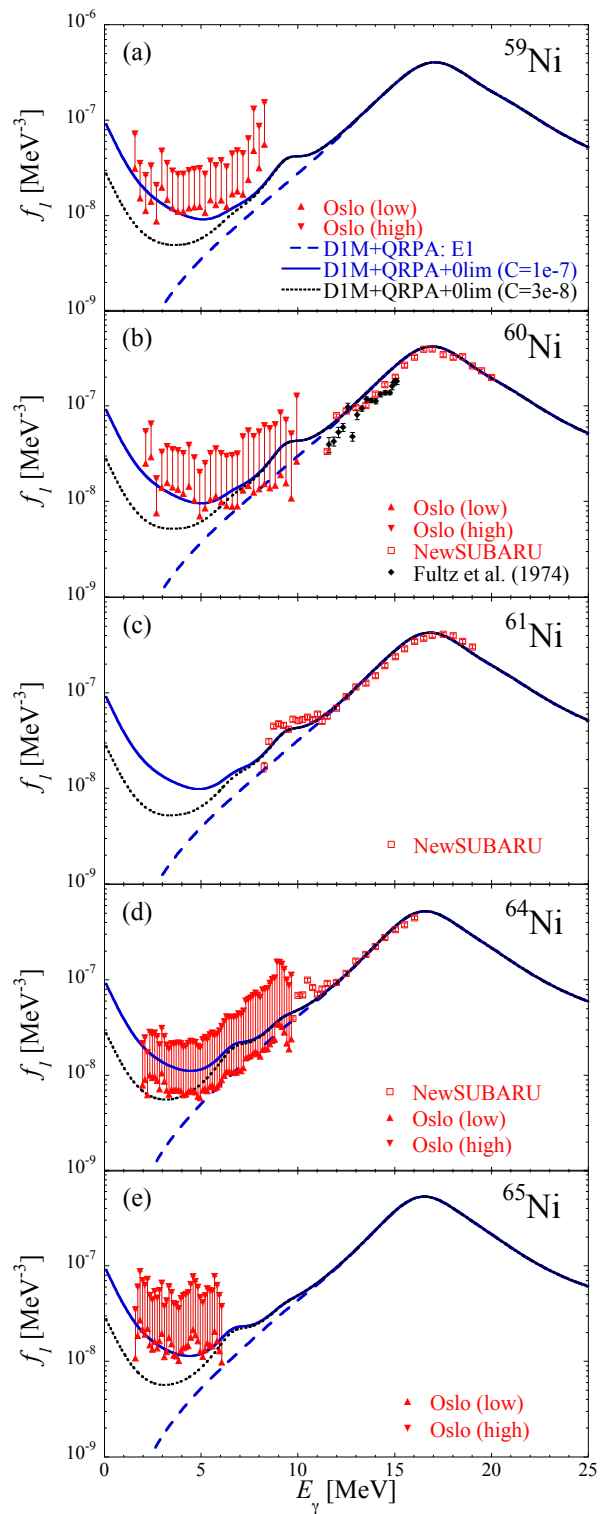 10⁻⁶
(a)
⁵⁹Ni
10⁻⁷
f₁ [MeV⁻³]
10⁻⁸
Oslo (low)
Oslo (high)
D1M+QRPA: E1
D1M+QRPA+0lim (C=1e-7)
D1M+QRPA+0lim (C=3e-8)
10⁻⁹
(b)
⁶⁰Ni
10⁻⁷
f₁ [MeV⁻³]
10⁻⁸
Oslo (low)
Oslo (high)
NewSUBARU
Fultz et al. (1974)
10⁻⁹
(c)
⁶¹Ni
10⁻⁷
f₁ [MeV⁻³]
10⁻⁸
NewSUBARU
10⁻⁹
(d)
⁶⁴Ni
10⁻⁷
f₁ [MeV⁻³]
10⁻⁸
NewSUBARU
Oslo (low)
Oslo (high)
10⁻⁹
(e)
⁶⁵Ni
10⁻⁷
f₁ [MeV⁻³]
10⁻⁸
Oslo (low)
Oslo (high)
10⁻⁹
0 5 10 15 20 25
Eγ [MeV]